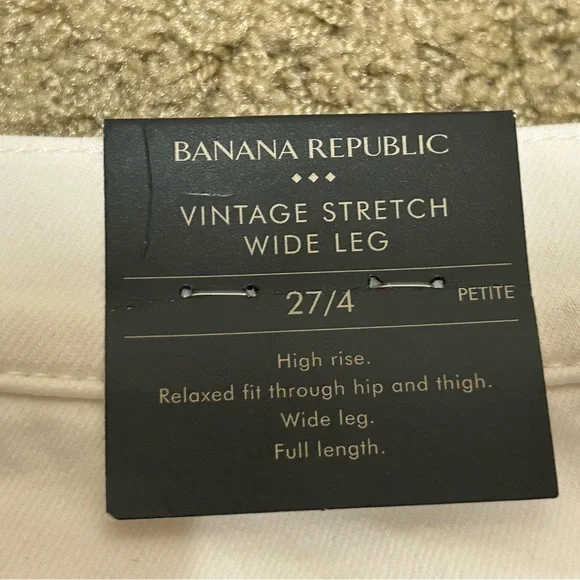 BANANA REPUBLIC
VINTAGE STRETCH
WIDE LEG
27/4 PETITE
High rise.
Relaxed fit through hip and thigh.
Wide leg.
Full length.